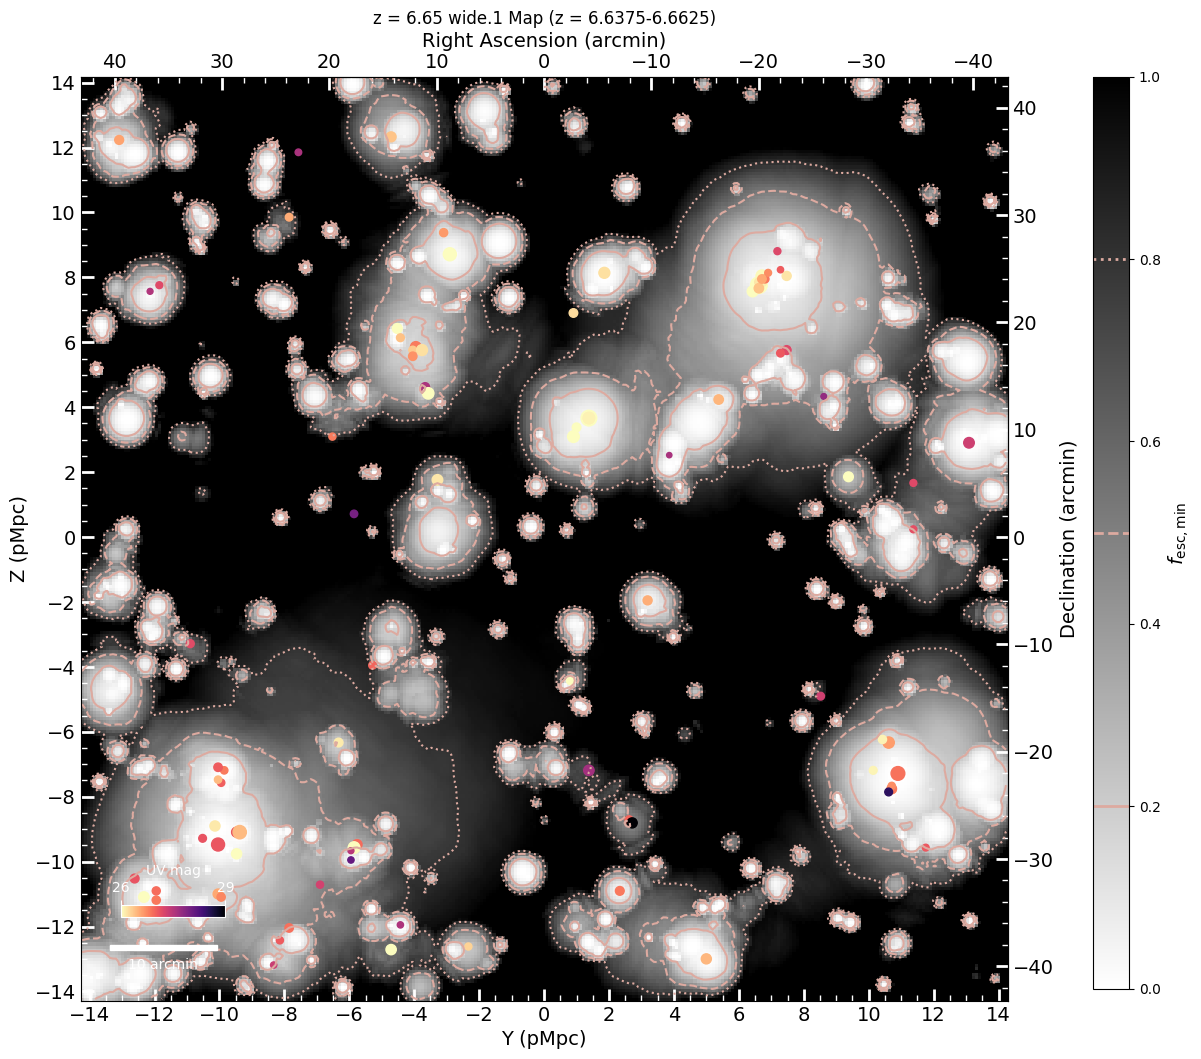 z = 6.65 wide.1 Map (z = 6.6375-6.6625)
Right Ascension (arcmin)
40 30 20 10 0 −10 −20 −30 −40
14 12 10 8 6 4 2 0 −2 −4 −6 −8 −10 −12 −14
Z (pMpc)
40 30 20 10 0 −10 −20 −30 −40
Declination (arcmin)
1.0 0.8 0.6 0.4 0.2 0.0
fesc,min
UV mag
26 29
10 arcmin
−14 −12 −10 −8 −6 −4 −2 0 2 4 6 8 10 12 14
Y (pMpc)